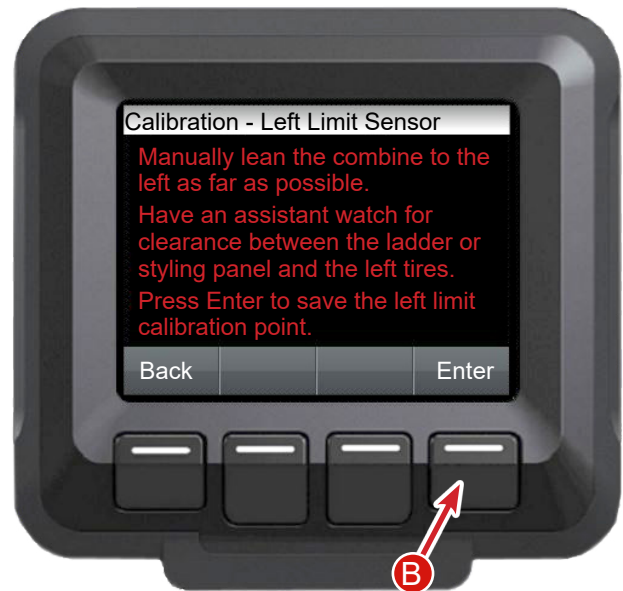 Calibration - Left Limit Sensor
Manually lean the combine to the
left as far as possible.
Have an assistant watch for
clearance between the ladder or
styling panel and the left tires.
Press Enter to save the left limit
calibration point.
Back Enter
B